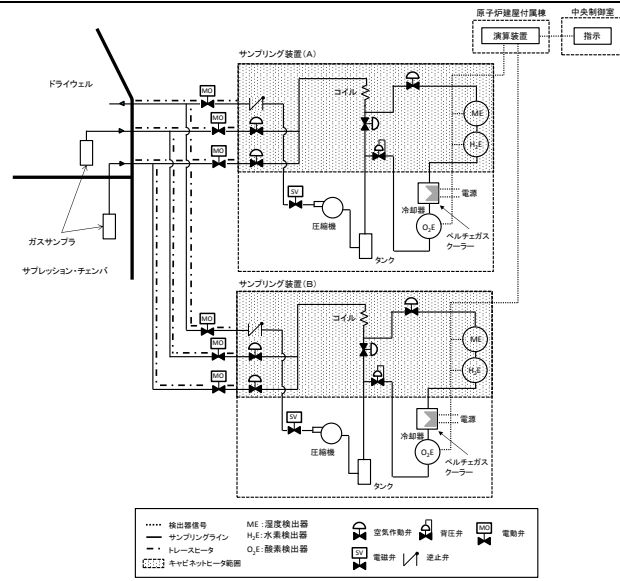 原子炉建屋付属棟
中央制御室
演算装置
指示
サンプリング装置(A)
ドライウェル
MO
コイル
ME
MO
H₂E
MO
SV
冷却器
電源
圧縮機
O₂E
ペルチェガス
クーラー
タンク
ガスサンプラ
サプレッション・チェンバ
サンプリング装置(B)
MO
コイル
ME
MO
H₂E
MO
SV
冷却器
電源
圧縮機
O₂E
ペルチェガス
クーラー
タンク
検出器信号
サンプリングライン
トレースヒータ
キャビネットヒータ範囲
ME:湿度検出器
H₂E:水素検出器
O₂E:酸素検出器
空気作動弁
背圧弁
MO 電動弁
SV 電磁弁
逆止弁